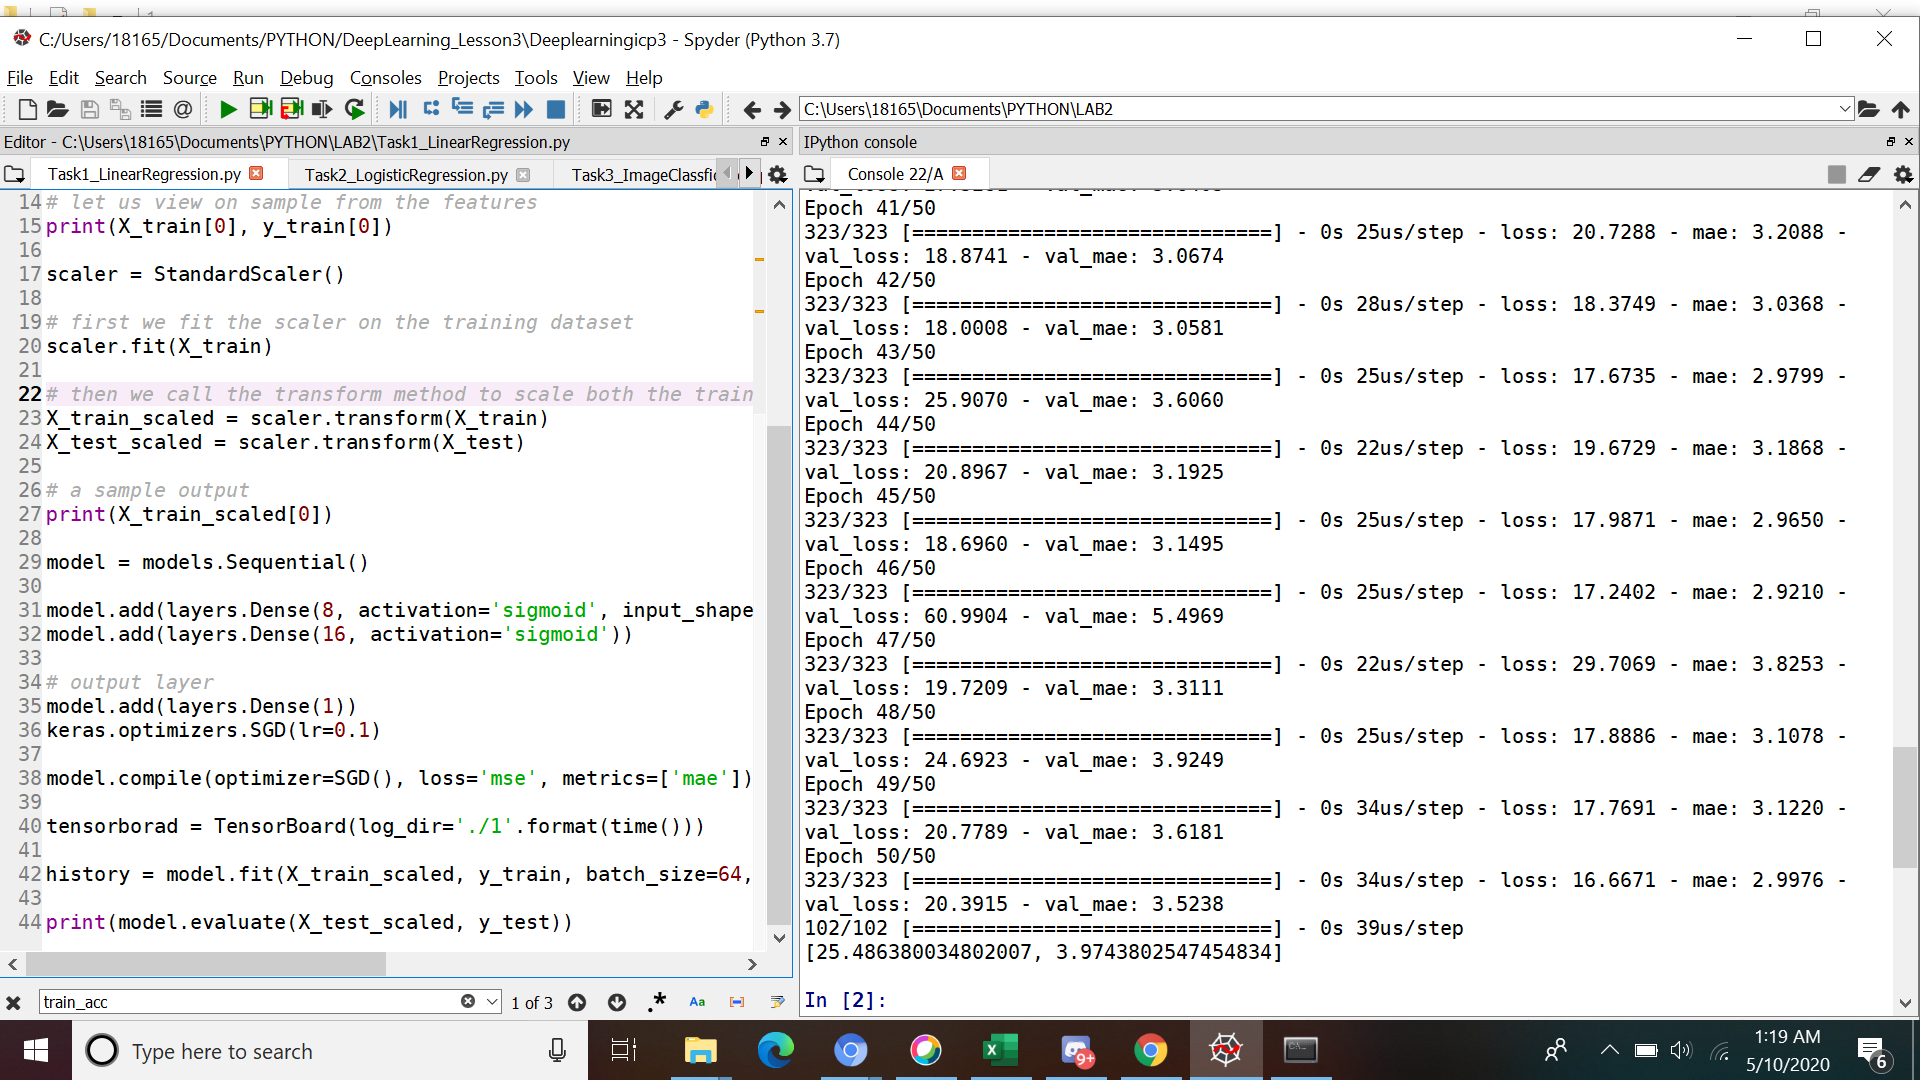 C:/Users/18165/Documents/PYTHON/DeepLearning_Lesson3\Deeplearningicp3 - Spyder (Python 3.7)
File Edit Search Source Run Debug Consoles Projects Tools View Help
C:\Users\18165\Documents\PYTHON\LAB2
Editor - C:\Users\18165\Documents\PYTHON\LAB2\Task1_LinearRegression.py
Task1_LinearRegression.py Task2_LogisticRegression.py Task3_ImageClassfic
14 # let us view on sample from the features
15 print(X_train[0], y_train[0])
16
17 scaler = StandardScaler()
18
19 # first we fit the scaler on the training dataset
20 scaler.fit(X_train)
21
22 # then we call the transform method to scale both the train
23 X_train_scaled = scaler.transform(X_train)
24 X_test_scaled = scaler.transform(X_test)
25
26 # a sample output
27 print(X_train_scaled[0])
28
29 model = models.Sequential()
30
31 model.add(layers.Dense(8, activation='sigmoid', input_shape
32 model.add(layers.Dense(16, activation='sigmoid'))
33
34 # output layer
35 model.add(layers.Dense(1))
36 keras.optimizers.SGD(lr=0.1)
37
38 model.compile(optimizer=SGD(), loss='mse', metrics=['mae'])
39
40 tensorborad = TensorBoard(log_dir='./1'.format(time()))
41
42 history = model.fit(X_train_scaled, y_train, batch_size=64,
43
44 print(model.evaluate(X_test_scaled, y_test))
train_acc
1 of 3
Aa
IPython console
Console 22/A
Epoch 41/50
323/323 [==============================] - 0s 25us/step - loss: 20.7288 - mae: 3.2088 -
val_loss: 18.8741 - val_mae: 3.0674
Epoch 42/50
323/323 [==============================] - 0s 28us/step - loss: 18.3749 - mae: 3.0368 -
val_loss: 18.0008 - val_mae: 3.0581
Epoch 43/50
323/323 [==============================] - 0s 25us/step - loss: 17.6735 - mae: 2.9799 -
val_loss: 25.9070 - val_mae: 3.6060
Epoch 44/50
323/323 [==============================] - 0s 22us/step - loss: 19.6729 - mae: 3.1868 -
val_loss: 20.8967 - val_mae: 3.1925
Epoch 45/50
323/323 [==============================] - 0s 25us/step - loss: 17.9871 - mae: 2.9650 -
val_loss: 18.6960 - val_mae: 3.1495
Epoch 46/50
323/323 [==============================] - 0s 25us/step - loss: 17.2402 - mae: 2.9210 -
val_loss: 60.9904 - val_mae: 5.4969
Epoch 47/50
323/323 [==============================] - 0s 22us/step - loss: 29.7069 - mae: 3.8253 -
val_loss: 19.7209 - val_mae: 3.3111
Epoch 48/50
323/323 [==============================] - 0s 25us/step - loss: 17.8886 - mae: 3.1078 -
val_loss: 24.6923 - val_mae: 3.9249
Epoch 49/50
323/323 [==============================] - 0s 34us/step - loss: 17.7691 - mae: 3.1220 -
val_loss: 20.7789 - val_mae: 3.6181
Epoch 50/50
323/323 [==============================] - 0s 34us/step - loss: 16.6671 - mae: 2.9976 -
val_loss: 20.3915 - val_mae: 3.5238
102/102 [==============================] - 0s 39us/step
[25.486380034802007, 3.9743802547454834]
In [2]:
Type here to search
9+
1:19 AM
5/10/2020
6